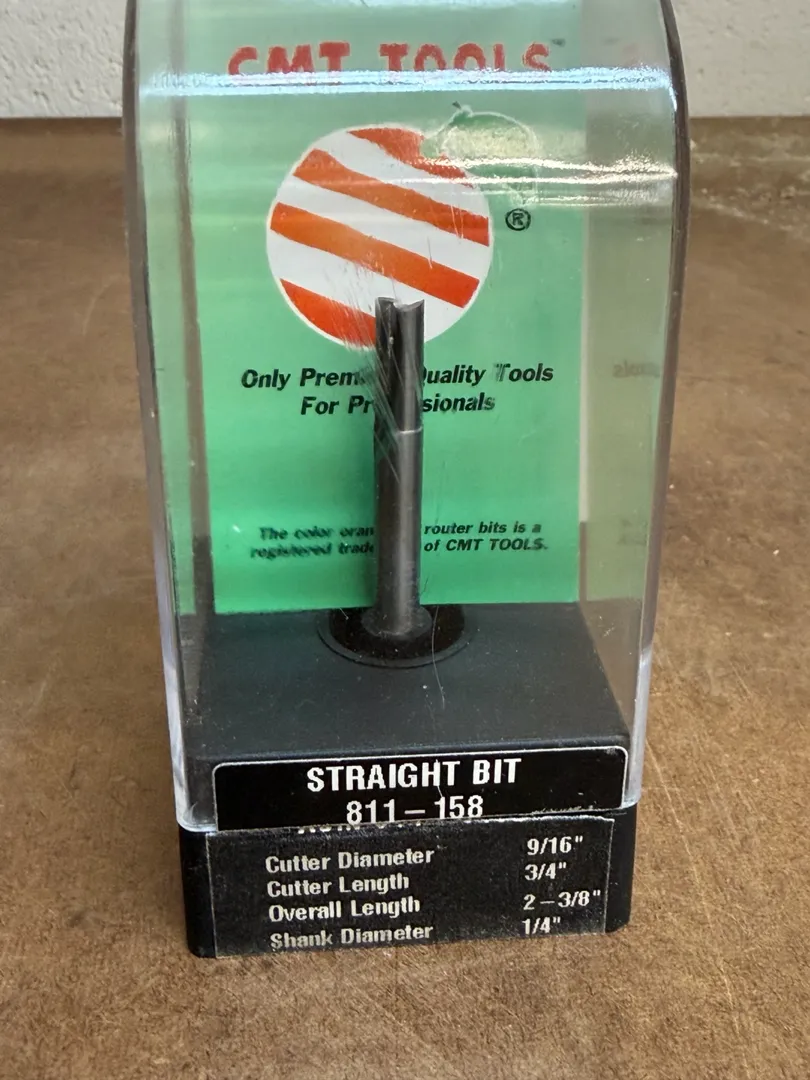 CMT TOOLS
®
Only Prem Quality Tools
For Pr sionals
The color oran router bits is a
registered trade of CMT TOOLS.
STRAIGHT BIT
811-158
Cutter Diameter 9/16"
Cutter Length 3/4"
Overall Length 2-3/8"
Shank Diameter 1/4"